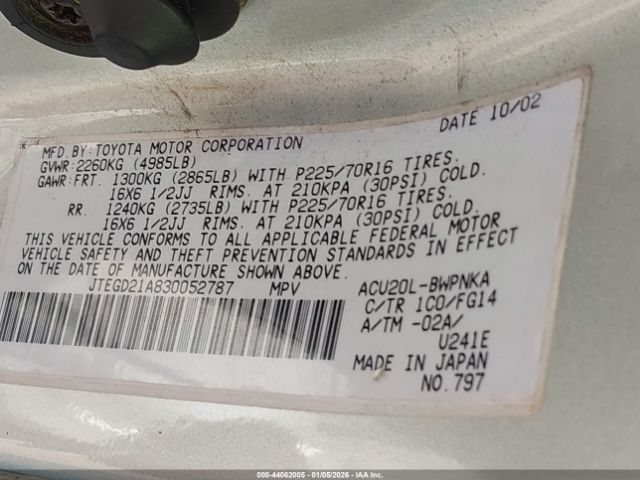 DATE 10/02
MFD.BY:TOYOTA MOTOR CORPORATION
GVWR:2260KG (4985LB)
GAWR:FRT. 1300KG (2865LB) WITH P225/70R16 TIRES.
16X6 1/2JJ RIMS. AT 210KPA (30PSI) COLD.
RR. 1240KG (2735LB) WITH P225/70R16 TIRES.
16X6 1/2JJ RIMS. AT 210KPA (30PSI) COLD.
THIS VEHICLE CONFORMS TO ALL APPLICABLE FEDERAL MOTOR
VEHICLE SAFETY AND THEFT PREVENTION STANDARDS IN EFFECT
ON THE DATE OF MANUFACTURE SHOWN ABOVE.
JTEGD21A830052787 MPV ACU20L-BWPNKA
C/TR 1C0/FG14
A/TM -02A/
U241E
MADE IN JAPAN
NO.797
000-44062005 | 01/05/2026 - IAAI.COM